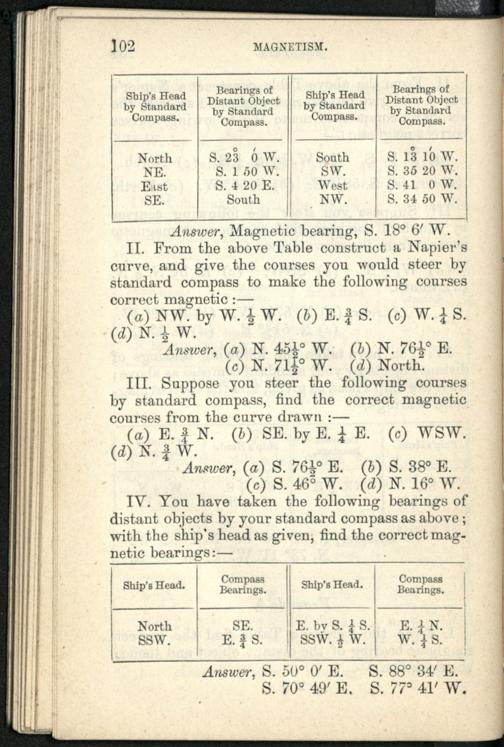 102 MAGNETISM.
Ship's Head Bearings of Ship's Head Bearings of
by Standard Distant Object by Standard Distant Object
Compass. by Standard Compass. by Standard
Compass. Compass.
° ′ ° ′
North S. 23 0 W. South S. 13 10 W.
NE. S. 1 50 W. SW. S. 35 20 W.
East S. 4 20 E. West S. 41 0 W.
SE. South NW. S. 34 50 W.
Answer, Magnetic bearing, S. 18° 6′ W.
II. From the above Table construct a Napier's
curve, and give the courses you would steer by
standard compass to make the following courses
correct magnetic :—
(a) NW. by W. ½ W. (b) E. ¾ S. (c) W. ¼ S.
(d) N. ½ W.
Answer, (a) N. 45½° W. (b) N. 76½° E.
(c) N. 71½° W. (d) North.
III. Suppose you steer the following courses
by standard compass, find the correct magnetic
courses from the curve drawn :—
(a) E. ¾ N. (b) SE. by E. ¼ E. (c) WSW.
(d) N. ¾ W.
Answer, (a) S. 76½° E. (b) S. 38° E.
(c) S. 46° W. (d) N. 16° W.
IV. You have taken the following bearings of
distant objects by your standard compass as above ;
with the ship's head as given, find the correct mag-
netic bearings:—
Ship's Head. Compass Ship's Head. Compass
Bearings. Bearings.
North SE. E. by S. ¼ S. E. ¼ N.
SSW. E. ¾ S. SSW. ½ W. W. ¼ S.
Answer, S. 50° 0′ E. S. 88° 34′ E.
S. 70° 49′ E. S. 77° 41′ W.